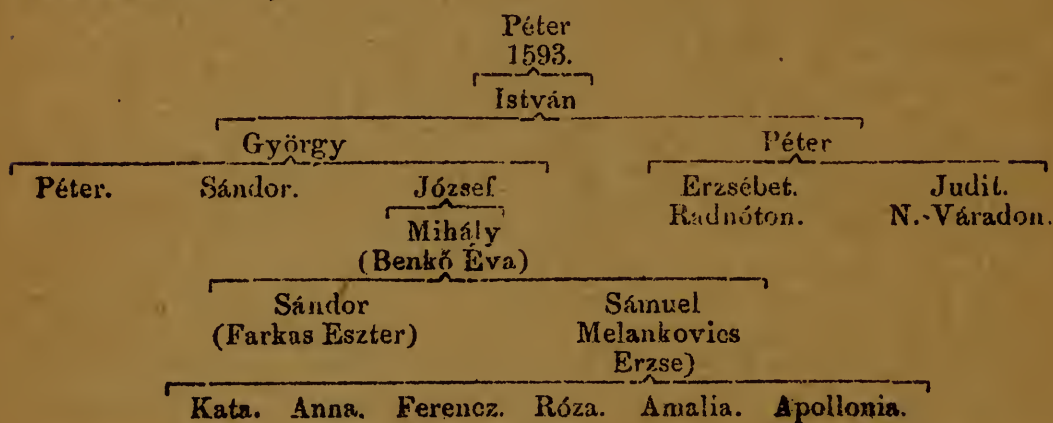 Péter
1593.
István
György Péter
Péter. Sándor. József Erzsébet. Judit.
Radnóton. N.-Váradon.
Mihály
(Benkő Éva)
Sándor Sámuel
(Farkas Eszter) Melankovics
Erzse)
Kata. Anna. Ferencz. Róza. Amalia. Apollonia.